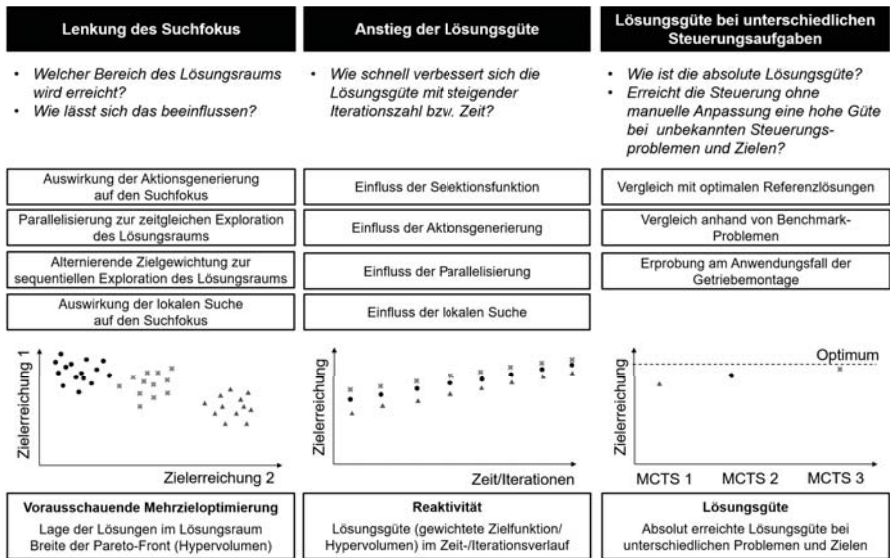 Lenkung des Suchfokus
• Welcher Bereich des Lösungsraums
wird erreicht?
• Wie lässt sich das beeinflussen?
Auswirkung der Aktionsgenerierung
auf den Suchfokus
Parallelisierung zur zeitgleichen Exploration
des Lösungsraums
Alternierende Zielgewichtung zur
sequentiellen Exploration des Lösungsraums
Auswirkung der lokalen Suche
auf den Suchfokus
Zielerreichung 1
Zielerreichung 2
Vorausschauende Mehrzieloptimierung
Lage der Lösungen im Lösungsraum
Breite der Pareto-Front (Hypervolumen)
Anstieg der Lösungsgüte
• Wie schnell verbessert sich die
Lösungsgüte mit steigender
Iterationszahl bzw. Zeit?
Einfluss der Selektionsfunktion
Einfluss der Aktionsgenerierung
Einfluss der Parallelisierung
Einfluss der lokalen Suche
Zielerreichung
Zeit/Iterationen
Reaktivität
Lösungsgüte (gewichtete Zielfunktion/
Hypervolumen) im Zeit-/Iterationsverlauf
Lösungsgüte bei unterschiedlichen
Steuerungsaufgaben
• Wie ist die absolute Lösungsgüte?
• Erreicht die Steuerung ohne
manuelle Anpassung eine hohe Güte
bei unbekannten Steuerungs-
problemen und Zielen?
Vergleich mit optimalen Referenzlösungen
Vergleich anhand von Benchmark-
Problemen
Erprobung am Anwendungsfall der
Getriebemontage
Optimum
Zielerreichung
MCTS 1 MCTS 2 MCTS 3
Lösungsgüte
Absolut erreichte Lösungsgüte bei
unterschiedlichen Problemen und Zielen